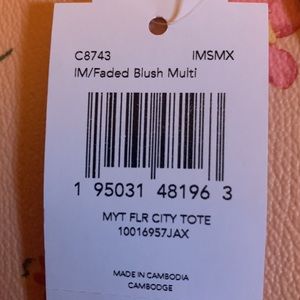 C8743 IMSMX
IM/Faded Blush Multi
1 95031 48196 3
MYT FLR CITY TOTE
10016957JAX
MADE IN CAMBODIA
CAMBODGE